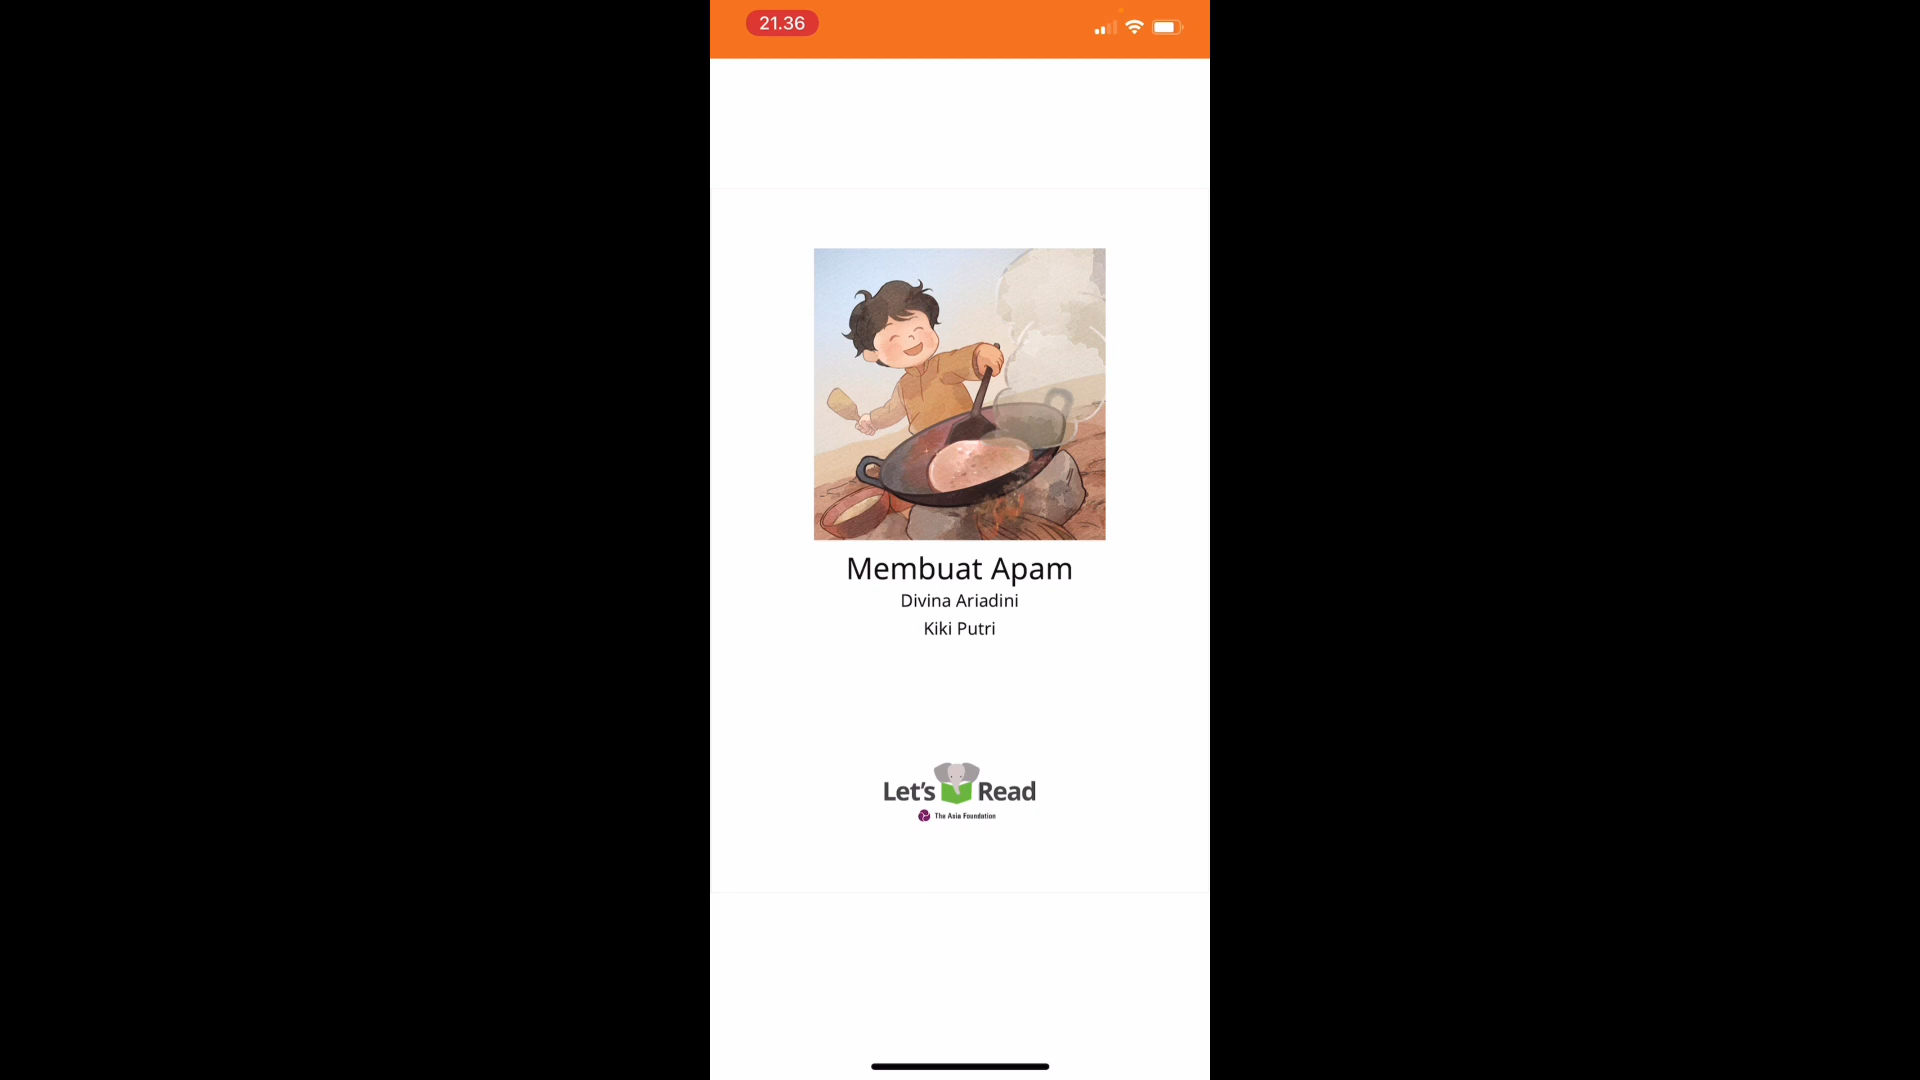 21.36
Membuat Apam
Divina Ariadini
Kiki Putri
Let's Read
The Asia Foundation